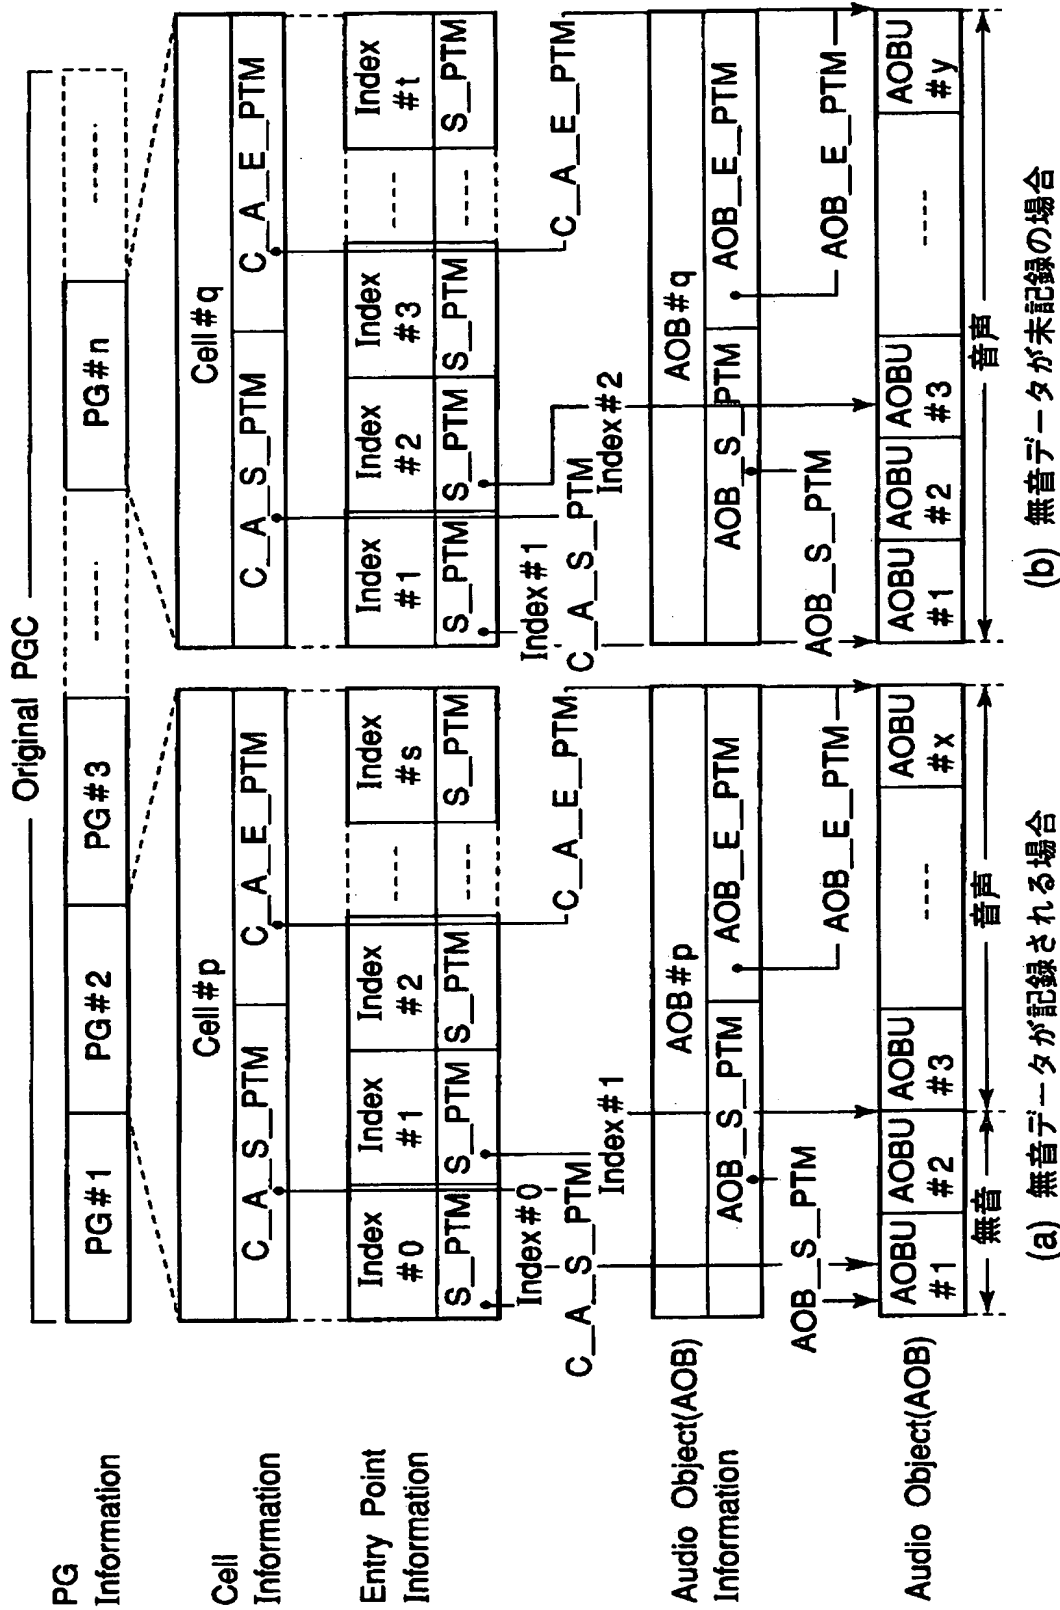 Original PGC
PG
Information
PG#1
PG#2
PG#3
-----
PG#n
-----
Cell
Information
Cell#p
C_A_S_PTM
C_A_E_PTM
Cell#q
C_A_S_PTM
C_A_E_PTM
Entry Point
Information
Index
#0
Index
#1
Index
#2
----
Index
#s
S_PTM
S_PTM
S_PTM
----
S_PTM
Index
#1
Index
#2
Index
#3
----
Index
#t
S_PTM
S_PTM
S_PTM
----
S_PTM
Index#0
C_A_S_PTM
Index#1
C_A_E_PTM
Index#1
C_A_S_PTM
Index#2
C_A_E_PTM
Audio Object(AOB)
Information
AOB#p
AOB_S_PTM
AOB_E_PTM
AOB#q
AOB_S_PTM
AOB_E_PTM
AOB_S_PTM
AOB_E_PTM
AOB_S_PTM
AOB_E_PTM
Audio Object(AOB)
AOBU
#1
AOBU
#2
AOBU
#3
----
AOBU
#x
AOBU
#1
AOBU
#2
AOBU
#3
----
AOBU
#y
無音
音声
音声
(a) 無音データが記録される場合
(b) 無音データが未記録の場合